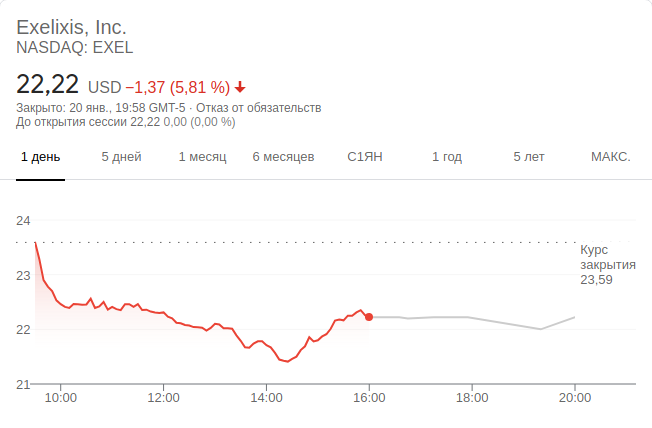 Exelixis, Inc.
NASDAQ: EXEL
22,22 USD −1,37 (5,81 %)
Закрыто: 20 янв., 19:58 GMT-5 · Отказ от обязательств
До открытия сессии 22,22 0,00 (0,00 %)
1 день 5 дней 1 месяц 6 месяцев С1ЯН 1 год 5 лет МАКС.
24
Курс
закрытия
23,59
23
22
21
10:00 12:00 14:00 16:00 18:00 20:00